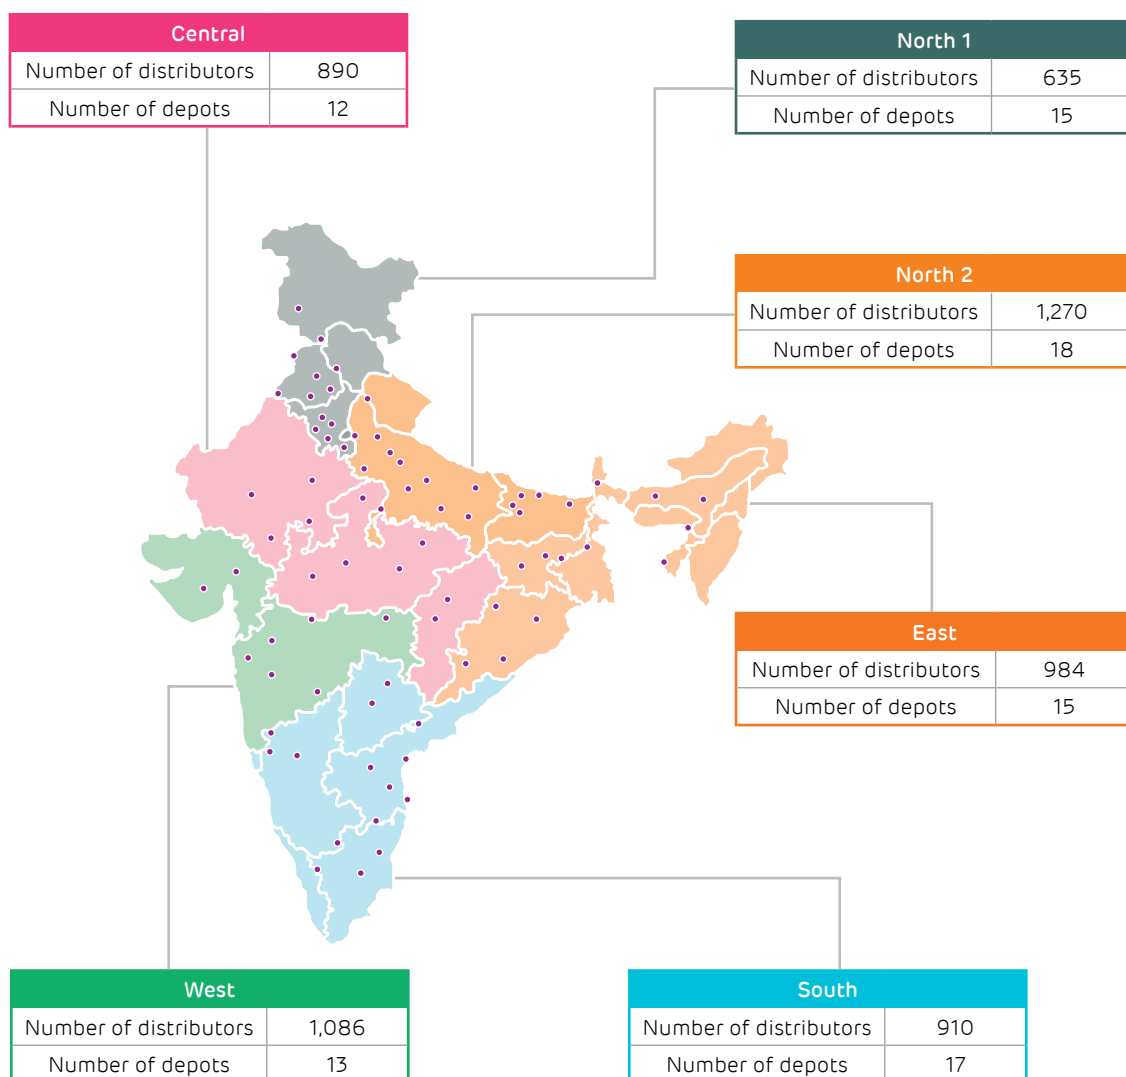 Central
Number of distributors 890
Number of depots 12
North 1
Number of distributors 635
Number of depots 15
North 2
Number of distributors 1,270
Number of depots 18
East
Number of distributors 984
Number of depots 15
West
Number of distributors 1,086
Number of depots 13
South
Number of distributors 910
Number of depots 17